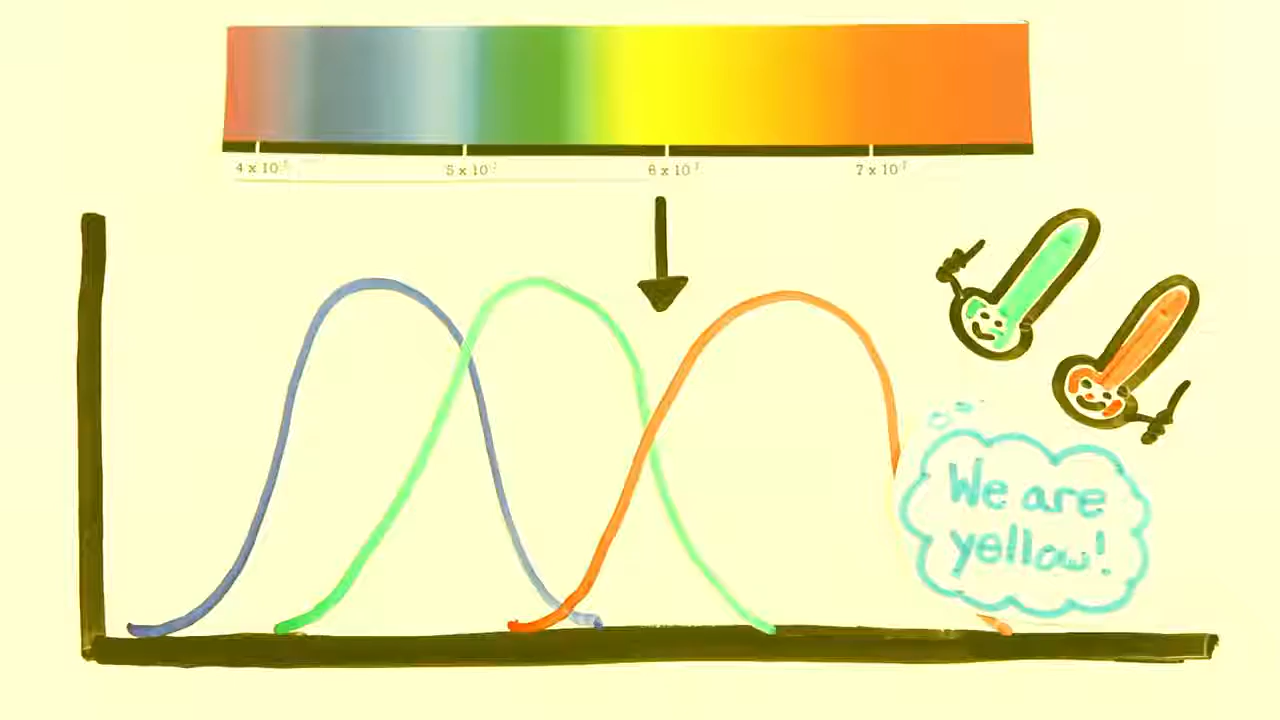 4 x 10
5 x 10
6 x 10
7 x 10
We are
yellow!